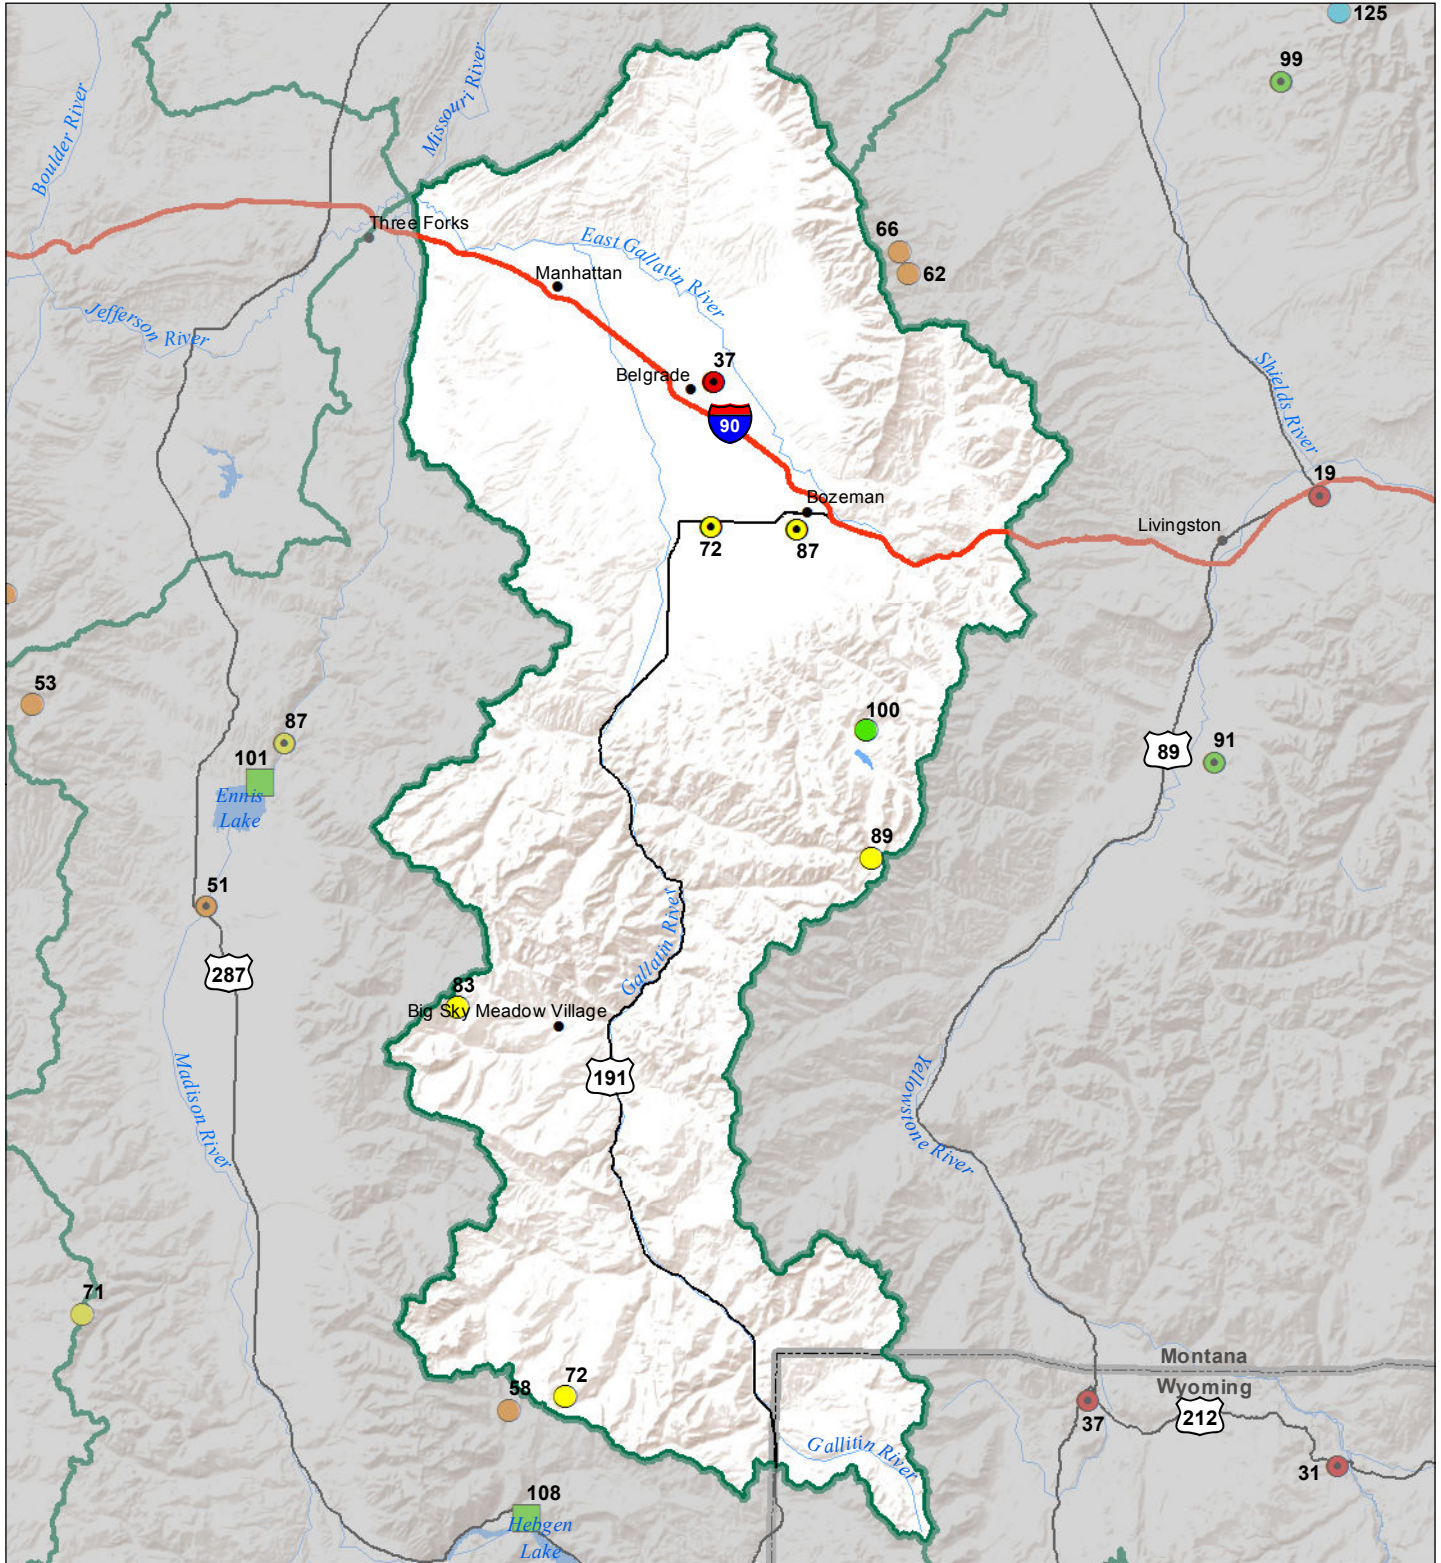 125
99
Missouri River
Boulder River
Three Forks
66
62
East Gallatin River
Manhattan
Jefferson River
37
Belgrade
90
Shields River
19
Bozeman
Livingston
72
87
53
87
100
101
89
91
Ennis
Lake
89
51
Gallatin River
287
83
Big Sky Meadow Village
191
Madison River
Yellowstone River
71
Montana
Wyoming
58
72
37
212
Gallitin River
31
108
Hebgen
Lake